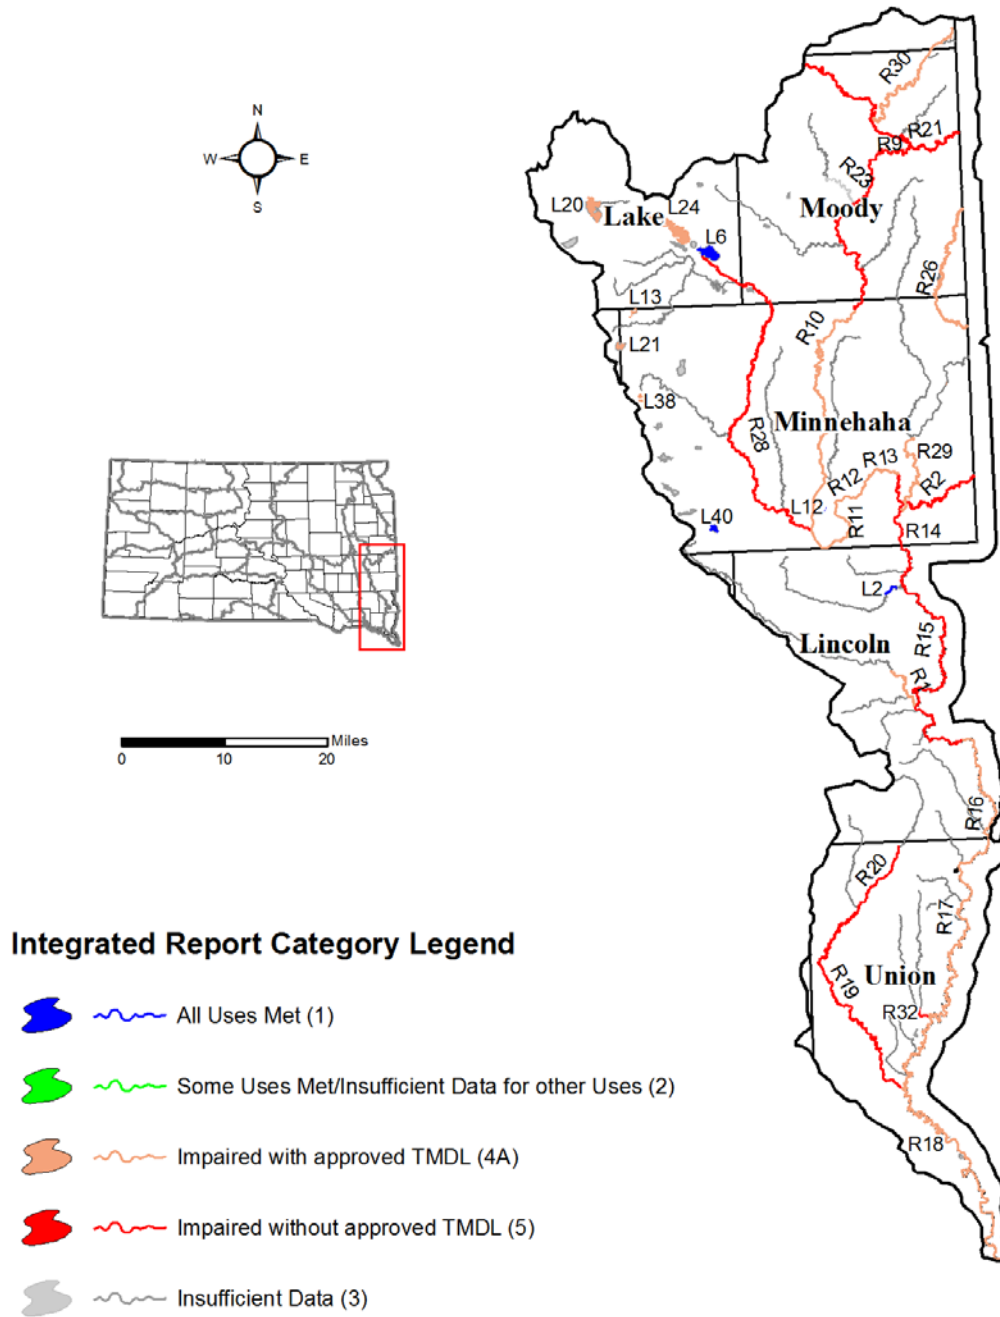 N
W E
S
R30
R21
R9
R23
L20
Lake
L24
Moody
L6
R26
L13
R10
L21
L38
Minnehaha
R28
R29
R13
R12
R2
L12
R11
L40
R14
L2
R15
Lincoln
Miles
0 10 20
R16
R20
R17
Union
R19
R32
R18
Integrated Report Category Legend
All Uses Met (1)
Some Uses Met/Insufficient Data for other Uses (2)
Impaired with approved TMDL (4A)
Impaired without approved TMDL (5)
Insufficient Data (3)